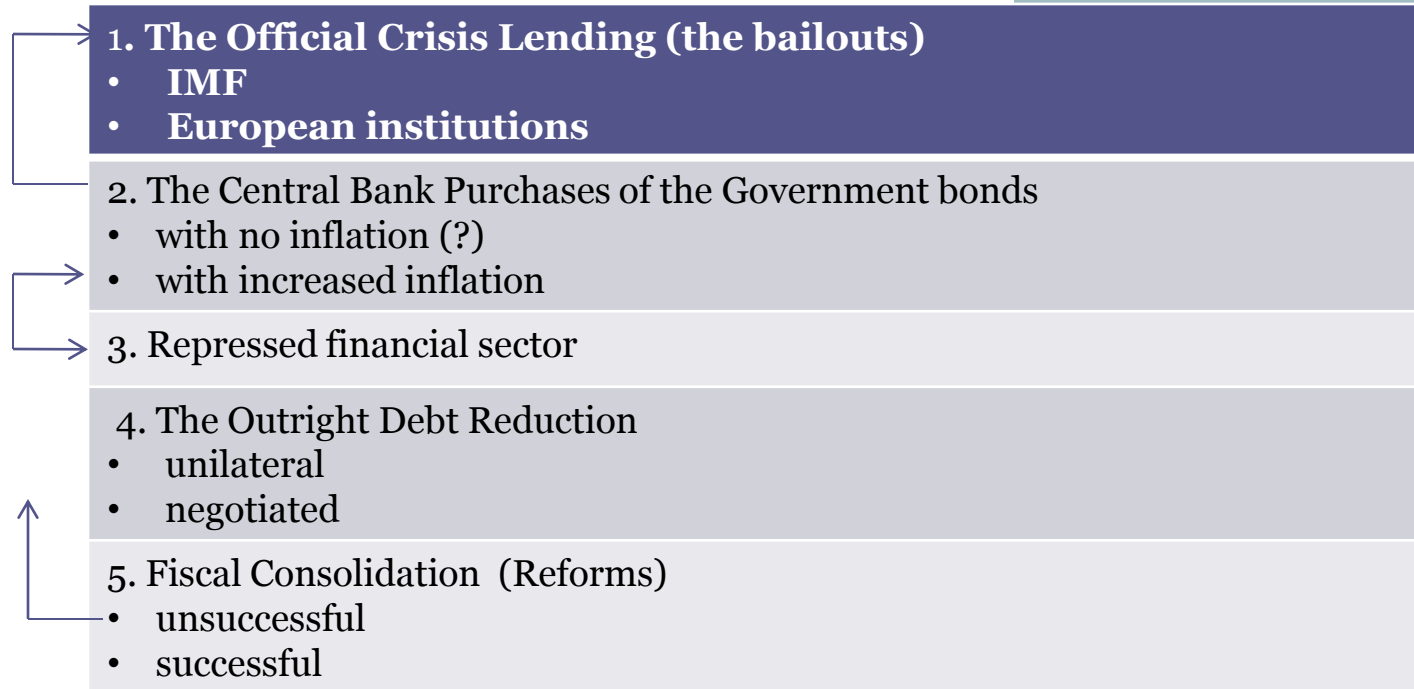 1. The Official Crisis Lending (the bailouts)
• IMF
• European institutions
2. The Central Bank Purchases of the Government bonds
• with no inflation (?)
• with increased inflation
3. Repressed financial sector
4. The Outright Debt Reduction
• unilateral
• negotiated
5. Fiscal Consolidation (Reforms)
• unsuccessful
• successful